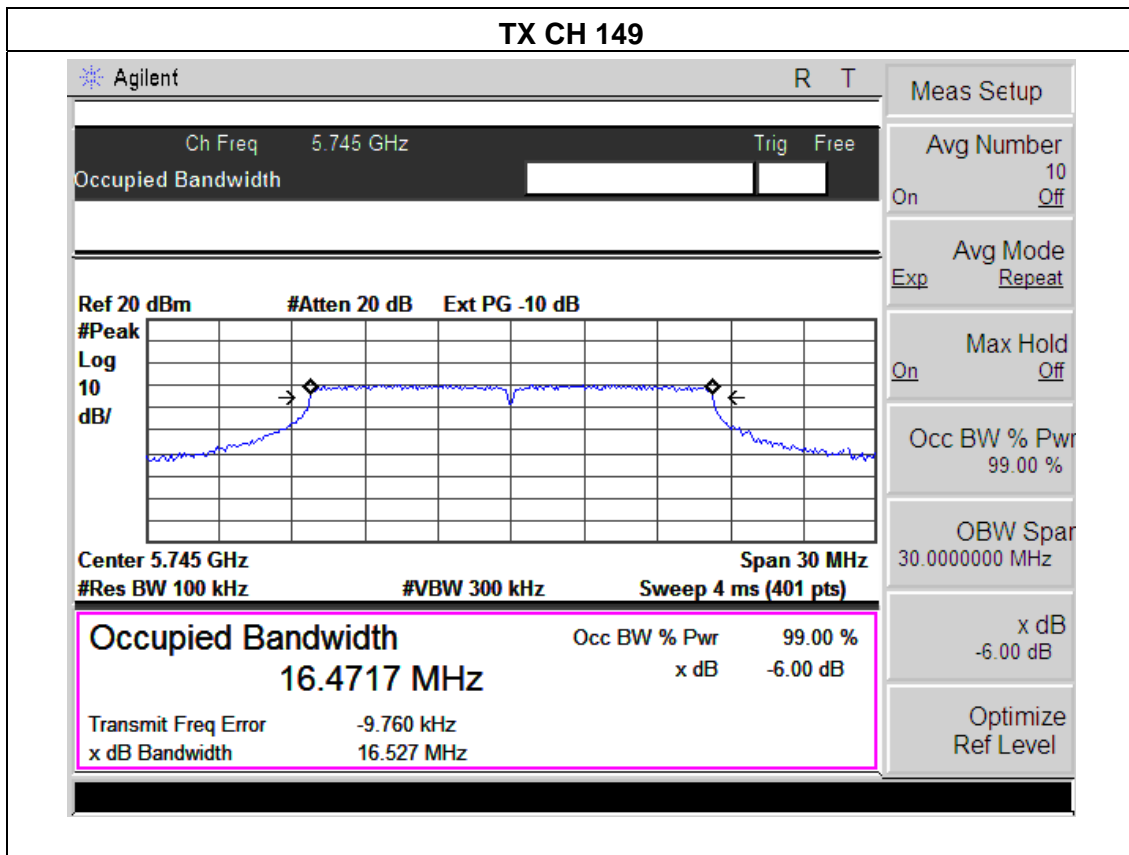 TX CH 149
Agilent R T
Ch Freq 5.745 GHz Trig Free
Occupied Bandwidth
Ref 20 dBm #Atten 20 dB Ext PG -10 dB
#Peak
Log
10
dB/
Center 5.745 GHz Span 30 MHz
#Res BW 100 kHz #VBW 300 kHz Sweep 4 ms (401 pts)
Occupied Bandwidth Occ BW % Pwr 99.00 %
16.4717 MHz x dB -6.00 dB
Transmit Freq Error -9.760 kHz
x dB Bandwidth 16.527 MHz
Meas Setup
Avg Number
10
On Off
Avg Mode
Exp Repeat
Max Hold
On Off
Occ BW % Pwr
99.00 %
OBW Span
30.0000000 MHz
x dB
-6.00 dB
Optimize
Ref Level